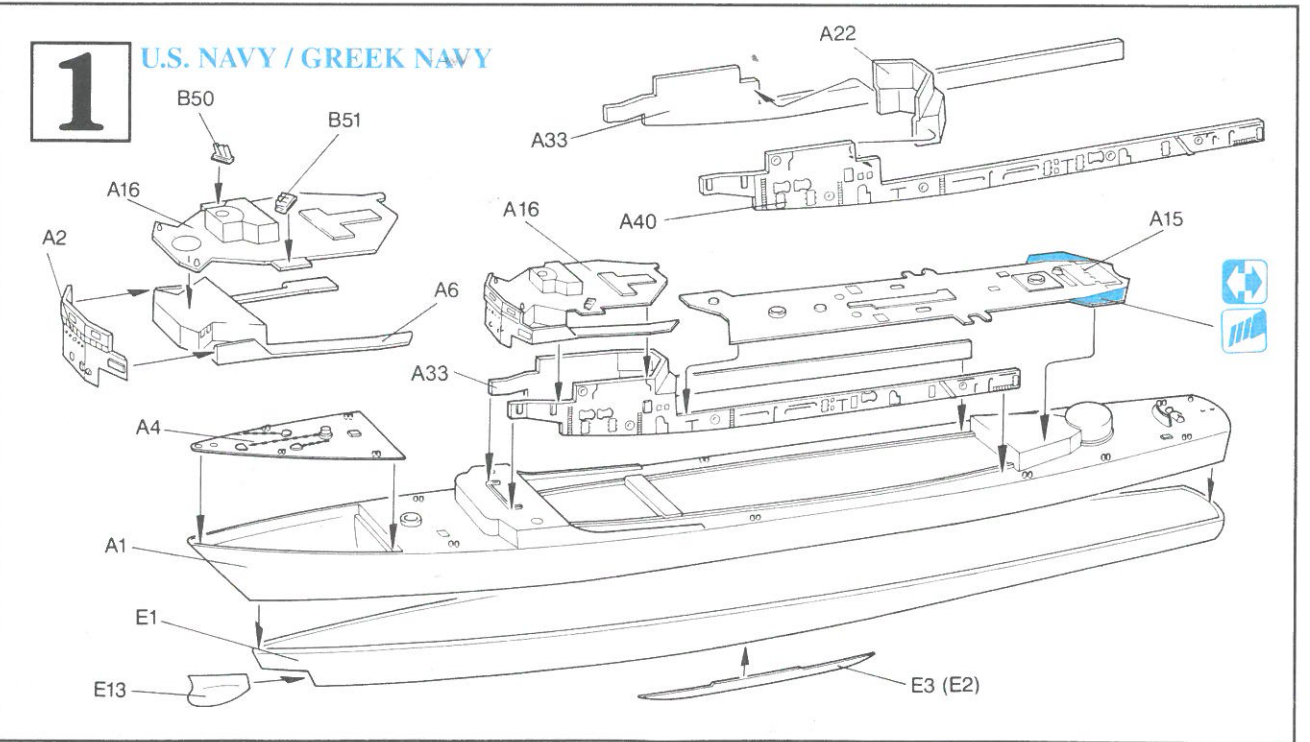 1
U.S. NAVY / GREEK NAVY
A22
B50
B51
A33
A16
A40
A16
A15
A2
A6
A33
A4
A1
E1
E13
E3 (E2)